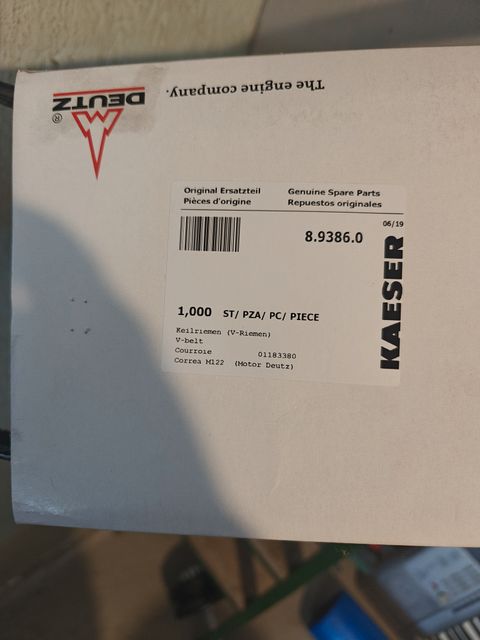 The engine company.
DEUTZ
®
Original Ersatzteil Genuine Spare Parts
Pièces d'origine Repuestos originales
06/19
8.9386.0
KAESER
1,000 ST/ PZA/ PC/ PIECE
Keilriemen (V-Riemen)
V-belt
Courroie 01183380
Correa M122 (Motor Deutz)